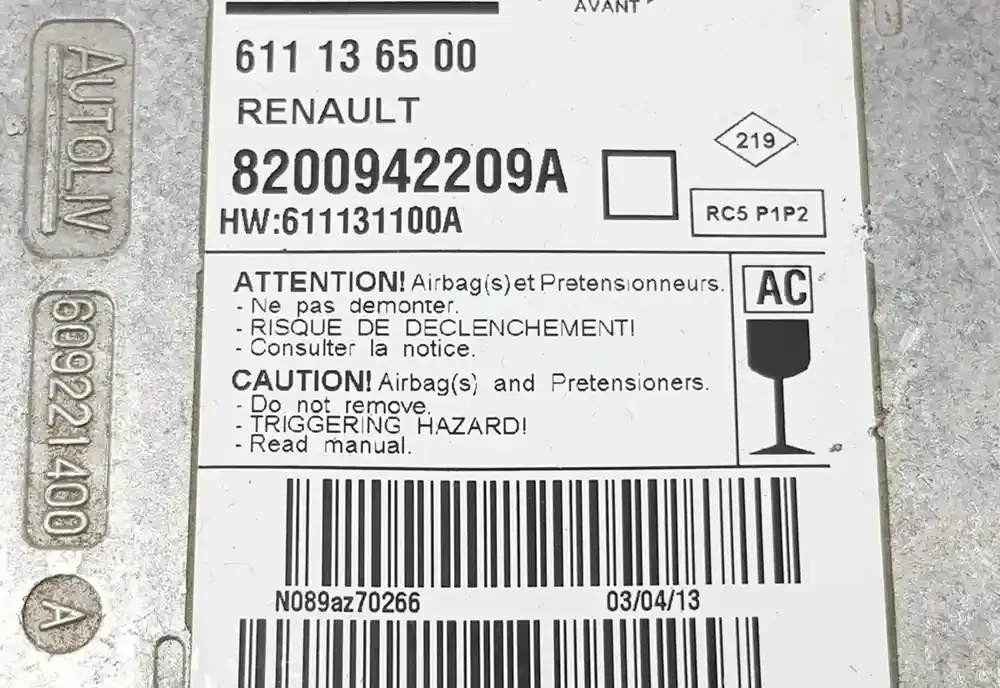 AVANT
611 13 65 00
RENAULT
8200942209A
219
HW:611131100A
RC5 P1P2
ATTENTION! Airbag(s) et Pretensionneurs.
- Ne pas demonter.
- RISQUE DE DECLENCHEMENT!
- Consulter la notice.
AC
CAUTION! Airbag(s) and Pretensioners.
- Do not remove.
- TRIGGERING HAZARD!
- Read manual.
N089az70266
03/04/13
AUTOLIV
609221400
A